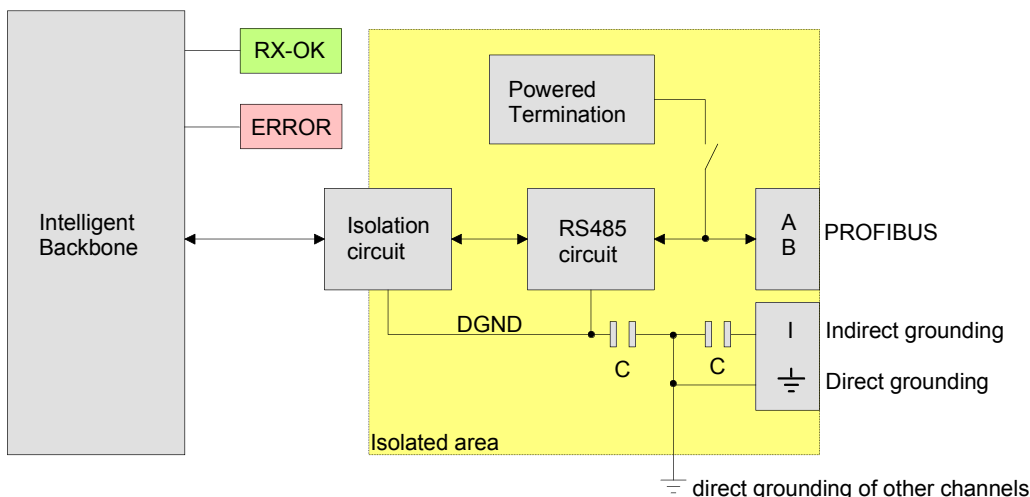 RX-OK
ERROR
Powered
Termination
Intelligent
Backbone
Isolation
circuit
RS485
circuit
A
B
PROFIBUS
DGND
C
C
I
Indirect grounding
Direct grounding
Isolated area
direct grounding of other channels